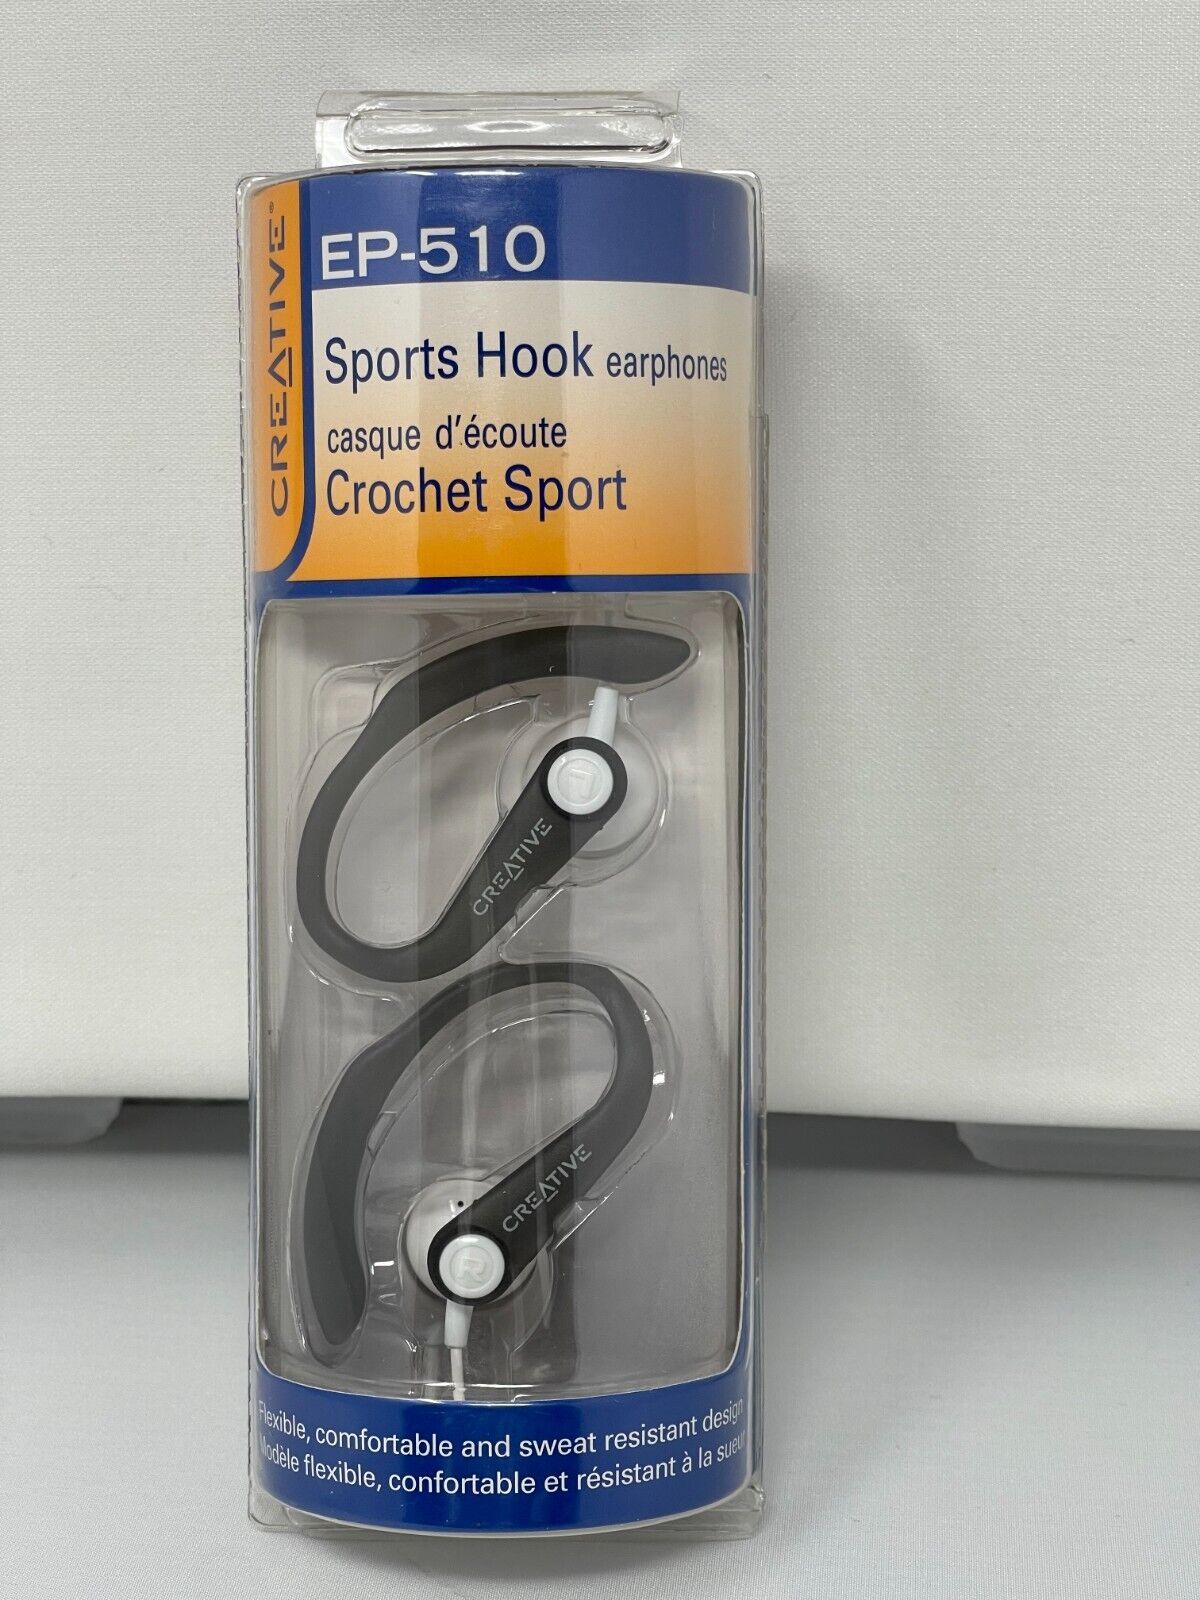 CREATIVE®
EP-510
Sports Hook earphones
casque d'écoute
Crochet Sport
L
CREATIVE
CREATIVE
R
Flexible, comfortable and sweat resistant design
Modèle flexible, confortable et résistant à la sueur